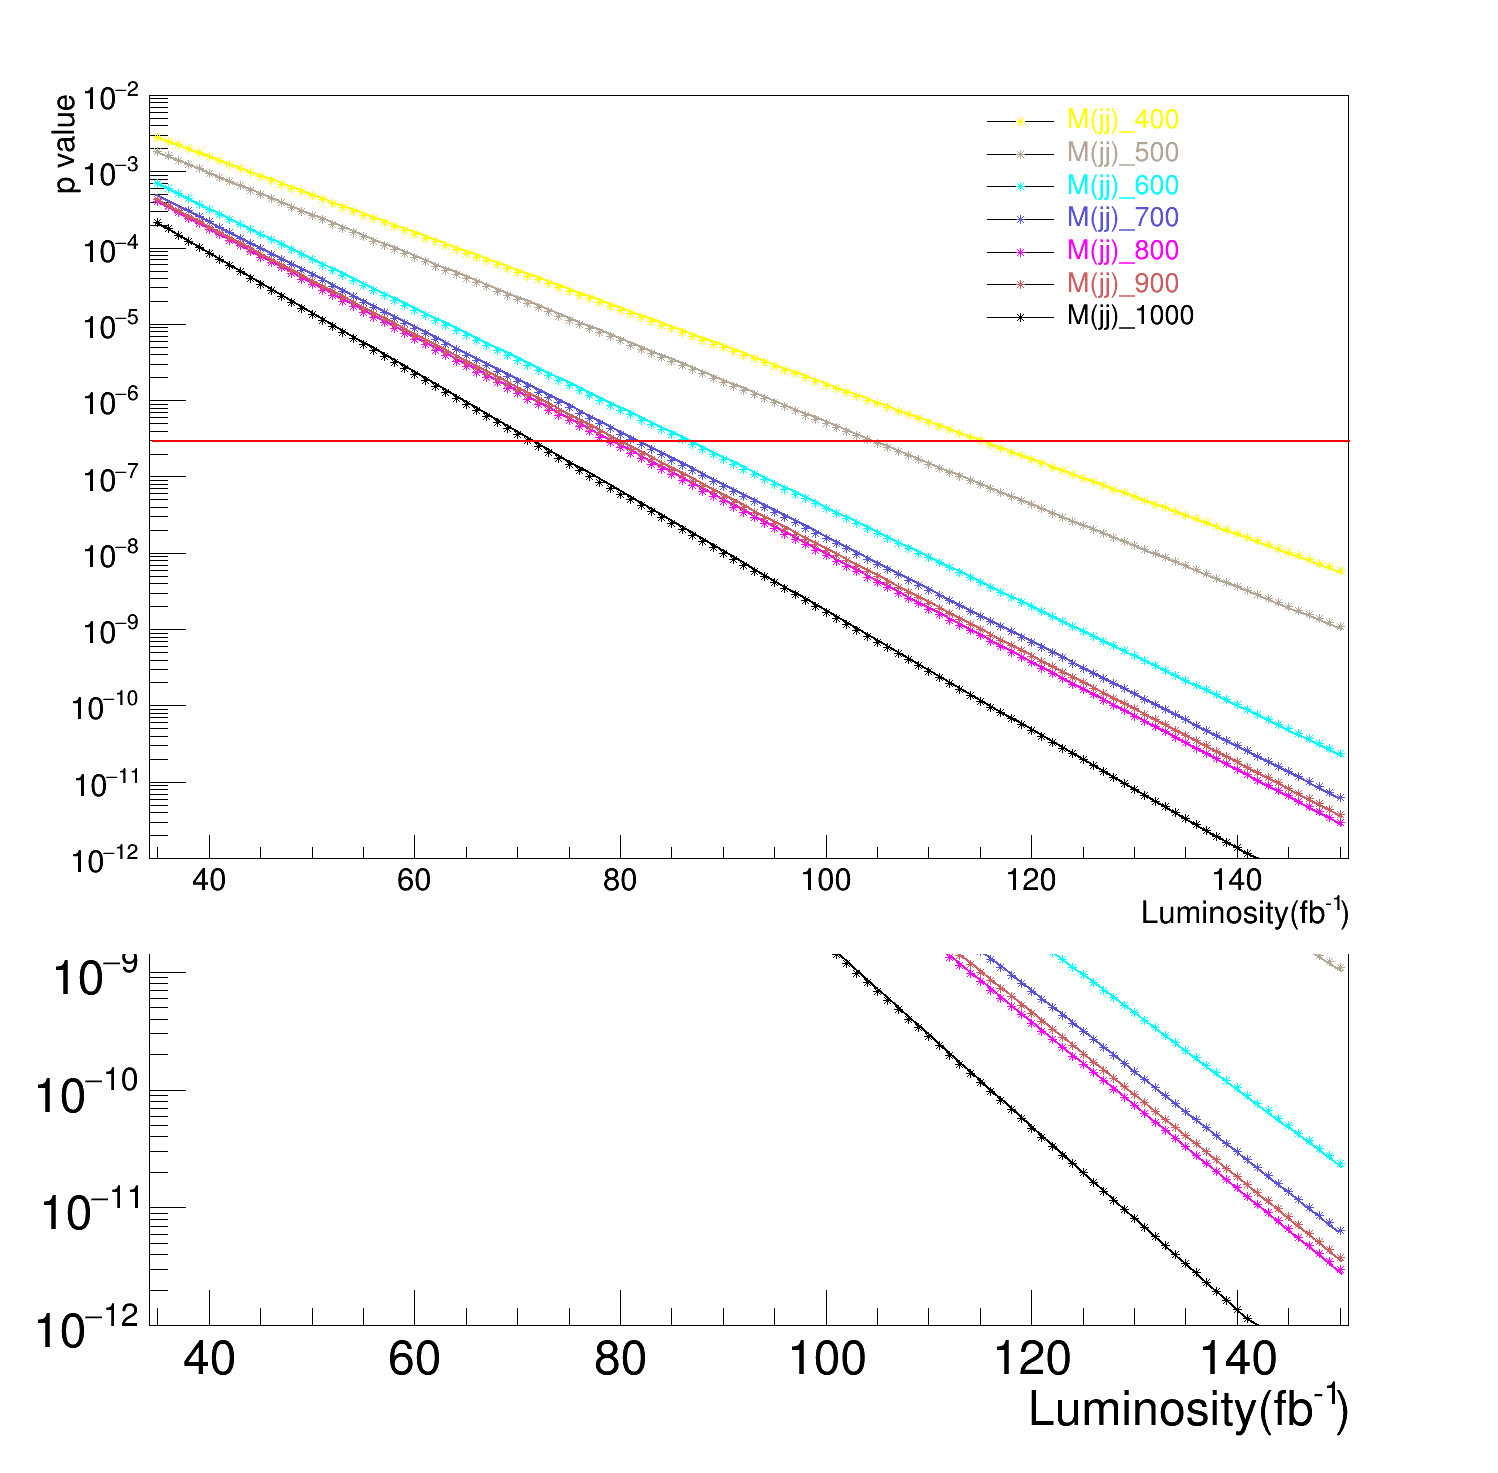 p value
10⁻²
10⁻³
10⁻⁴
10⁻⁵
10⁻⁶
10⁻⁷
10⁻⁸
10⁻⁹
10⁻¹⁰
10⁻¹¹
10⁻¹²
M(jj)_400
M(jj)_500
M(jj)_600
M(jj)_700
M(jj)_800
M(jj)_900
M(jj)_1000
40 60 80 100 120 140
Luminosity(fb⁻¹)
10⁻⁹
10⁻¹⁰
10⁻¹¹
10⁻¹²
40 60 80 100 120 140
Luminosity(fb⁻¹)